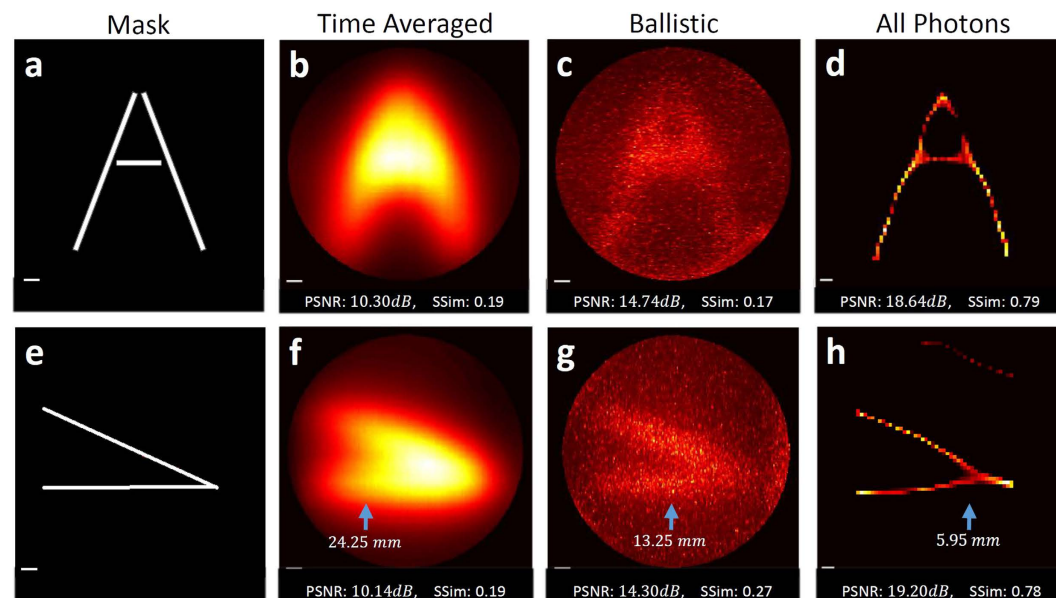 Mask Time Averaged Ballistic All Photons
a b c d
PSNR: 10.30dB, SSim: 0.19 PSNR: 14.74dB, SSim: 0.17 PSNR: 18.64dB, SSim: 0.79
e f g h
24.25 mm 13.25 mm 5.95 mm
PSNR: 10.14dB, SSim: 0.19 PSNR: 14.30dB, SSim: 0.27 PSNR: 19.20dB, SSim: 0.78